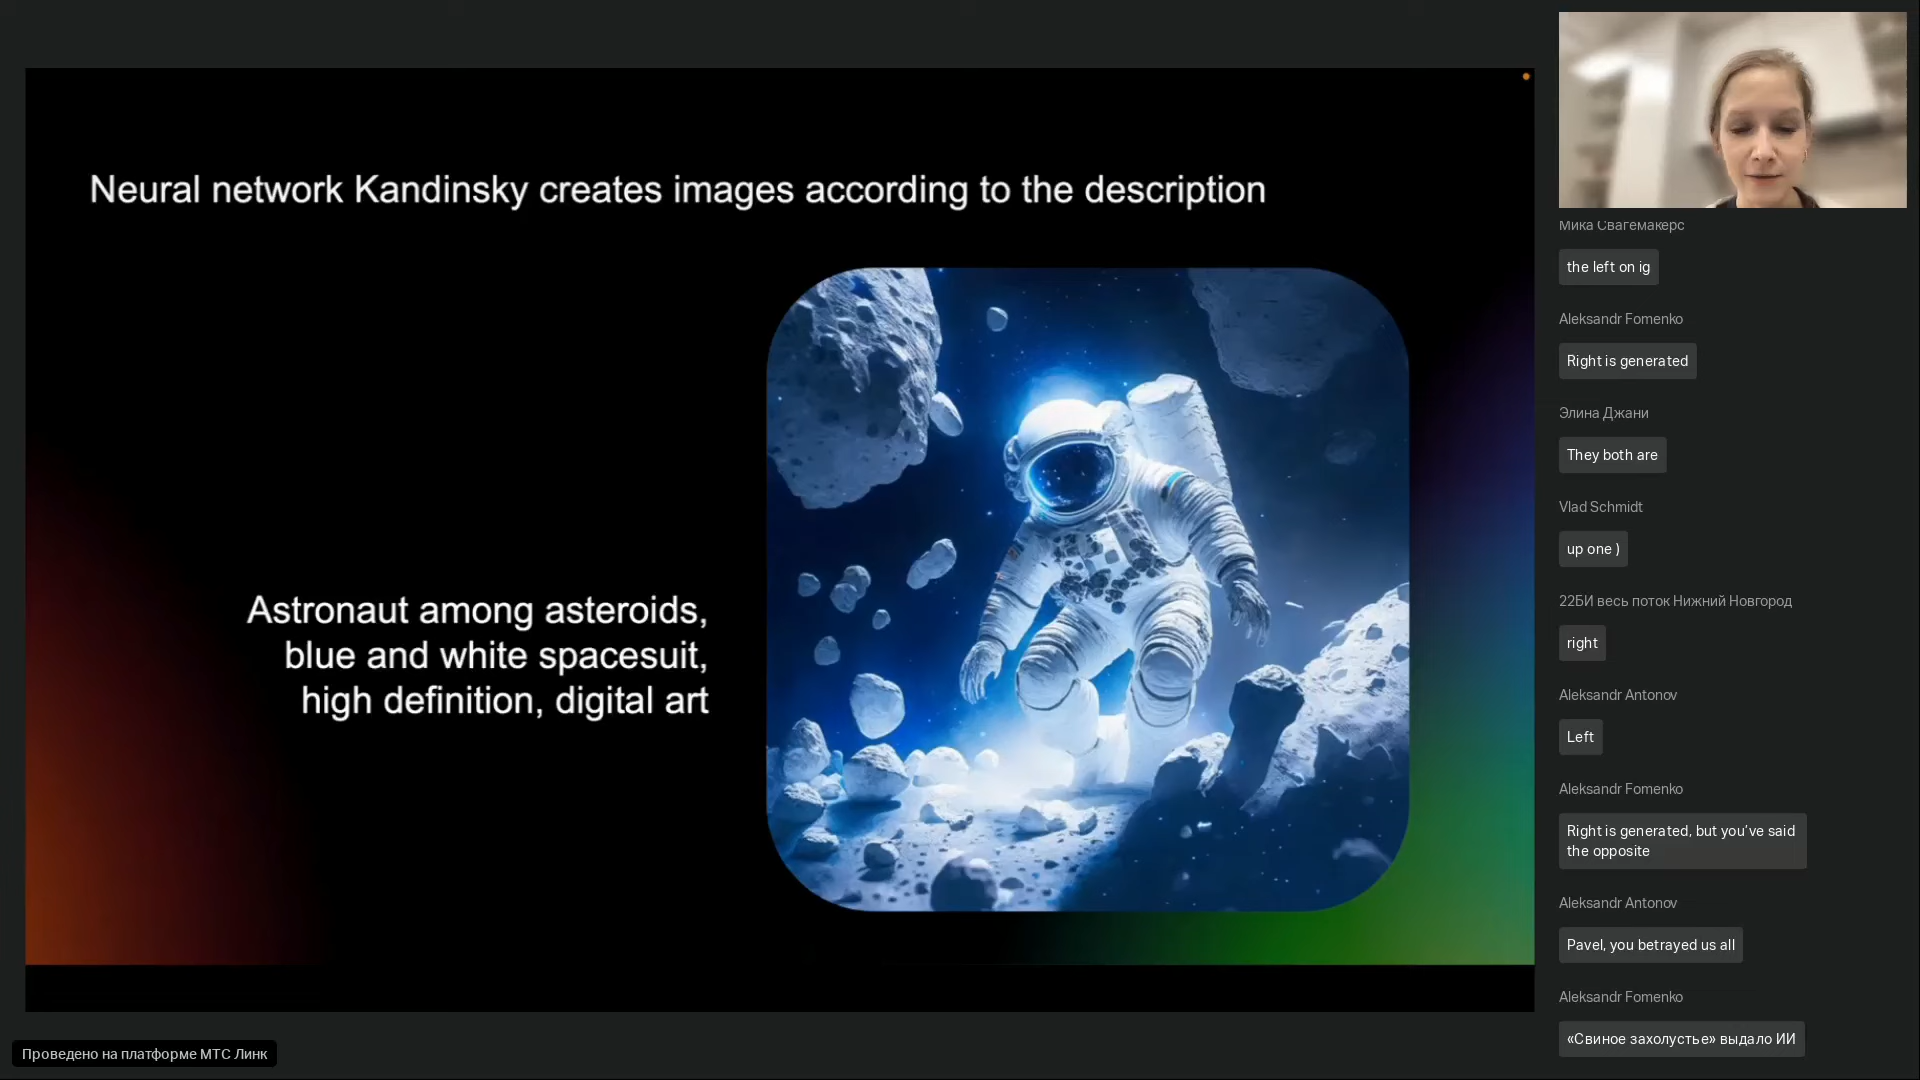 Neural network Kandinsky creates images according to the description
Astronaut among asteroids,
blue and white spacesuit,
high definition, digital art
Мика Свагемакерс
the left on ig
Aleksandr Fomenko
Right is generated
Элина Джани
They both are
Vlad Schmidt
up one )
22БИ весь поток Нижний Новгород
right
Aleksandr Antonov
Left
Aleksandr Fomenko
Right is generated, but you’ve said
the opposite
Aleksandr Antonov
Pavel, you betrayed us all
Aleksandr Fomenko
«Свиное захолустье» выдало ИИ
Проведено на платформе МТС Линк